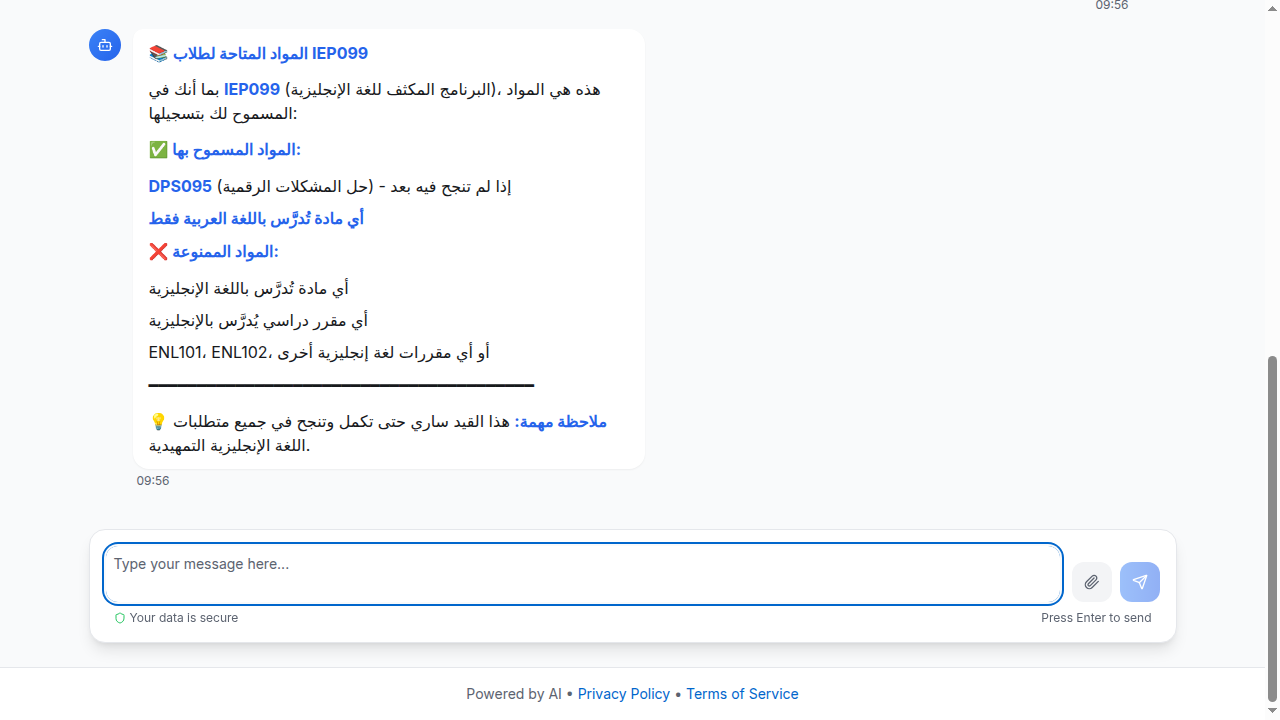 09:56
📚 المواد المتاحة لطلاب IEP099
بما أنك في IEP099 (البرنامج المكثف للغة الإنجليزية)، هذه هي المواد
المسموح لك بتسجيلها:
✅ المواد المسموح بها:
DPS095 (حل المشكلات الرقمية) - إذا لم تنجح فيه بعد
أي مادة تُدرَّس باللغة العربية فقط
❌ المواد الممنوعة:
أي مادة تُدرَّس باللغة الإنجليزية
أي مقرر دراسي يُدرَّس بالإنجليزية
ENL101، ENL102، أو أي مقررات لغة إنجليزية أخرى
💡 ملاحظة مهمة: هذا القيد ساري حتى تكمل وتنجح في جميع متطلبات
اللغة الإنجليزية التمهيدية.
09:56
Type your message here...
Your data is secure
Press Enter to send
Powered by AI • Privacy Policy • Terms of Service